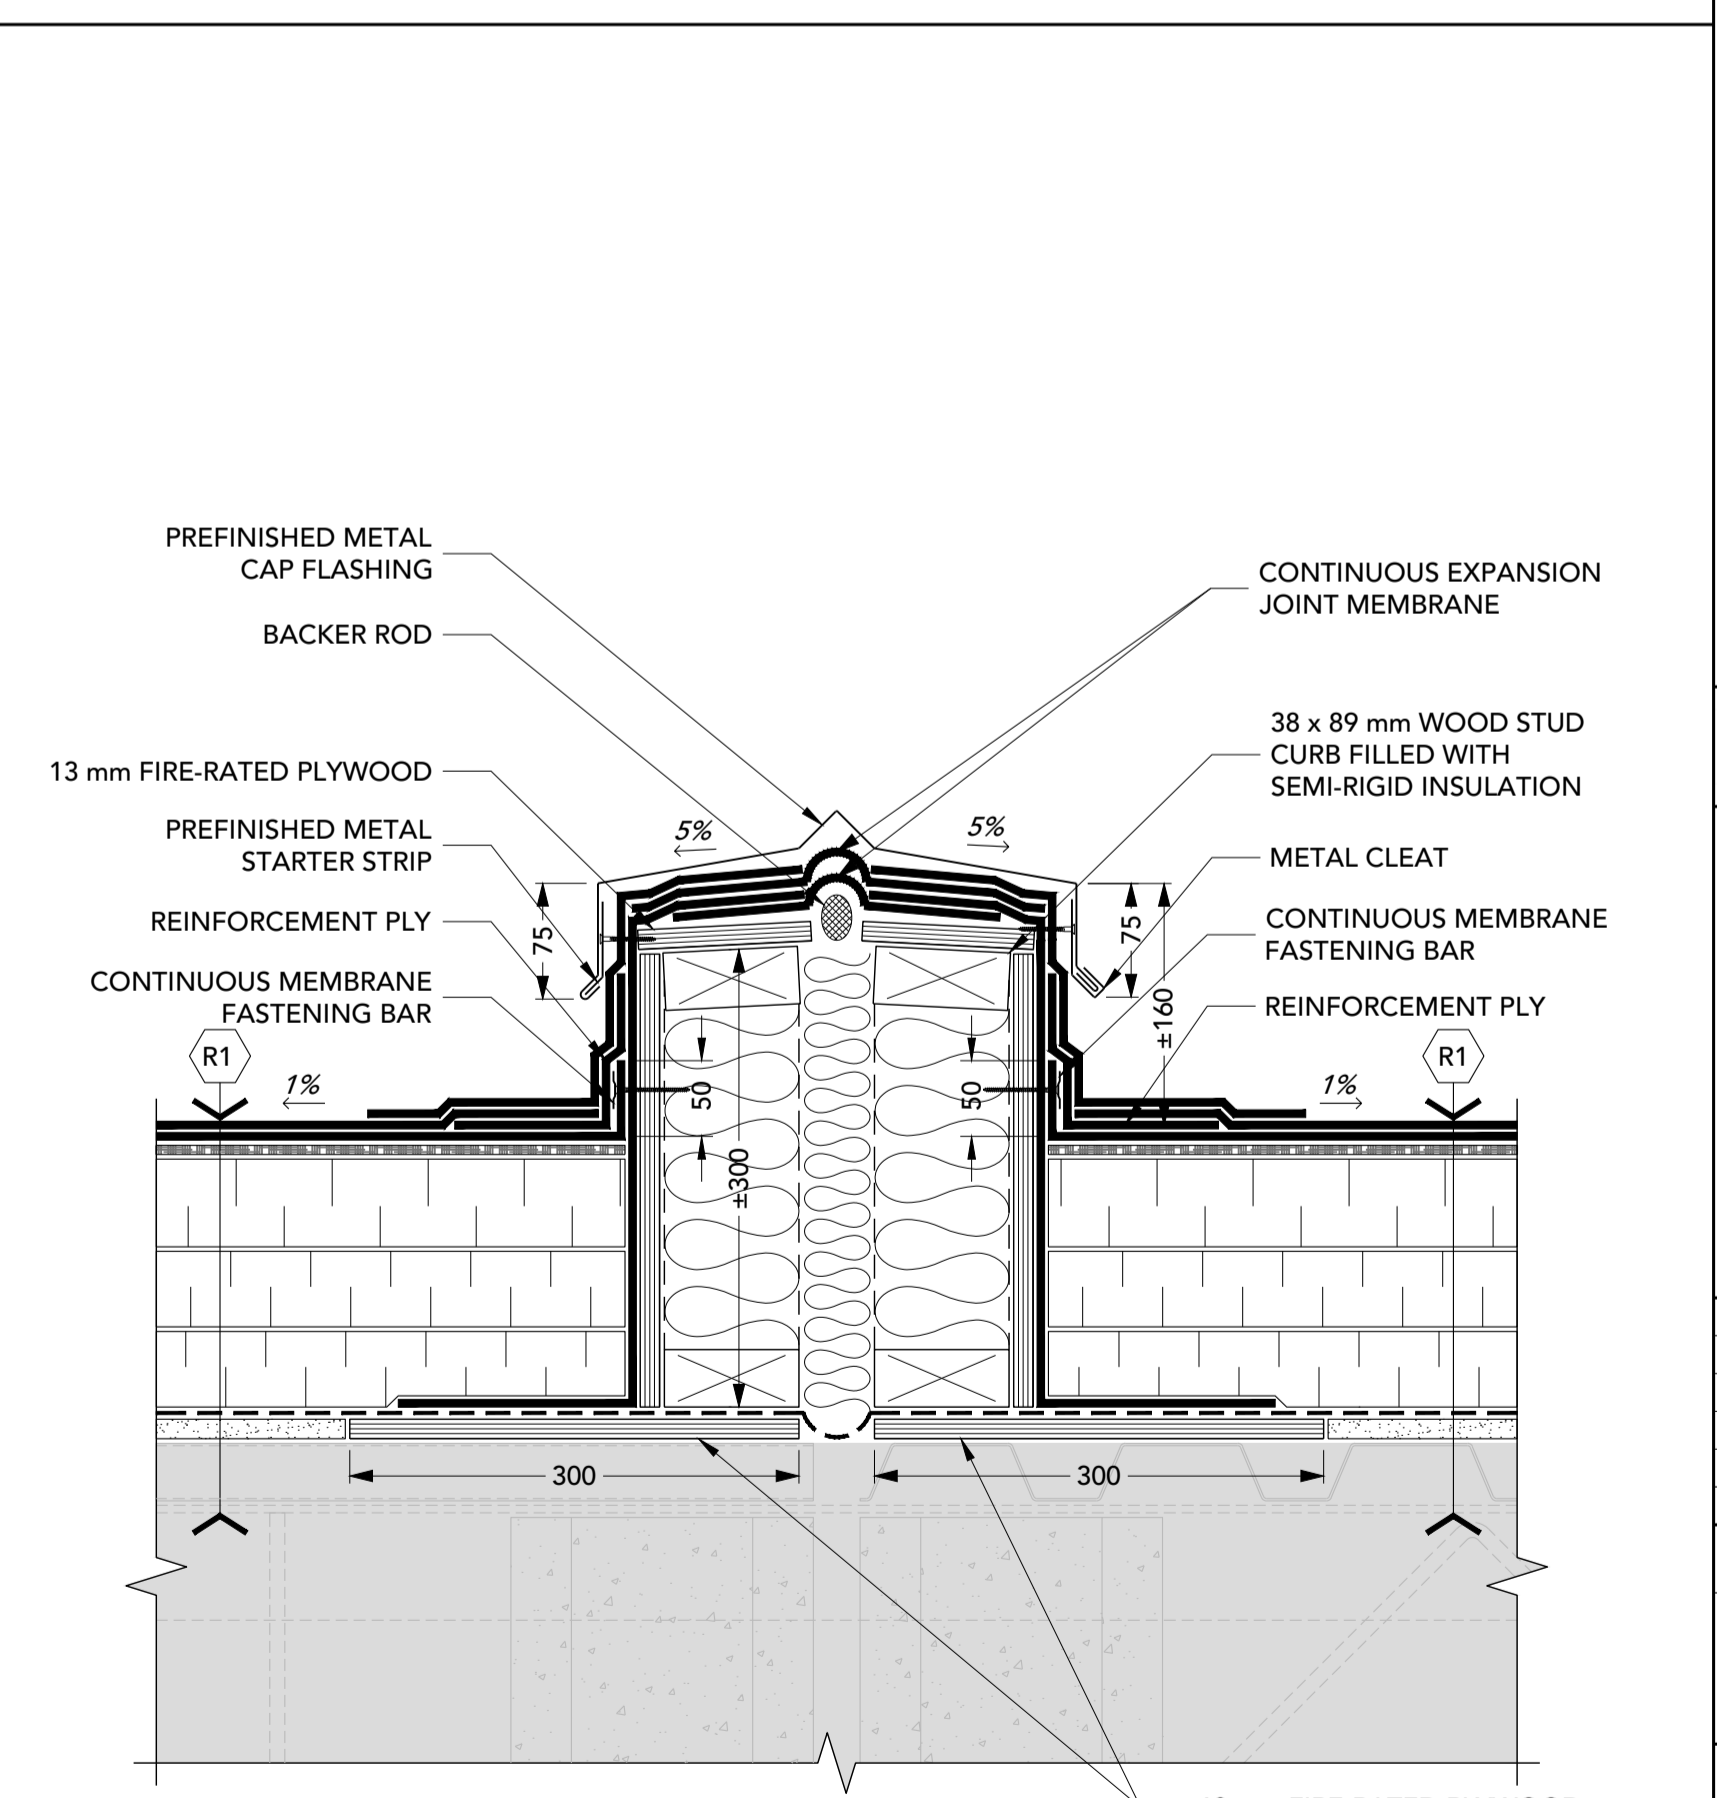 PREFINISHED METAL
CAP FLASHING
BACKER ROD
13 mm FIRE-RATED PLYWOOD
PREFINISHED METAL
STARTER STRIP
REINFORCEMENT PLY
CONTINUOUS MEMBRANE
FASTENING BAR
R1
1%
CONTINUOUS EXPANSION
JOINT MEMBRANE
38 x 89 mm WOOD STUD
CURB FILLED WITH
SEMI-RIGID INSULATION
METAL CLEAT
CONTINUOUS MEMBRANE
FASTENING BAR
REINFORCEMENT PLY
R1
1%
5%
5%
75
75
±160
50
50
±300
300
300